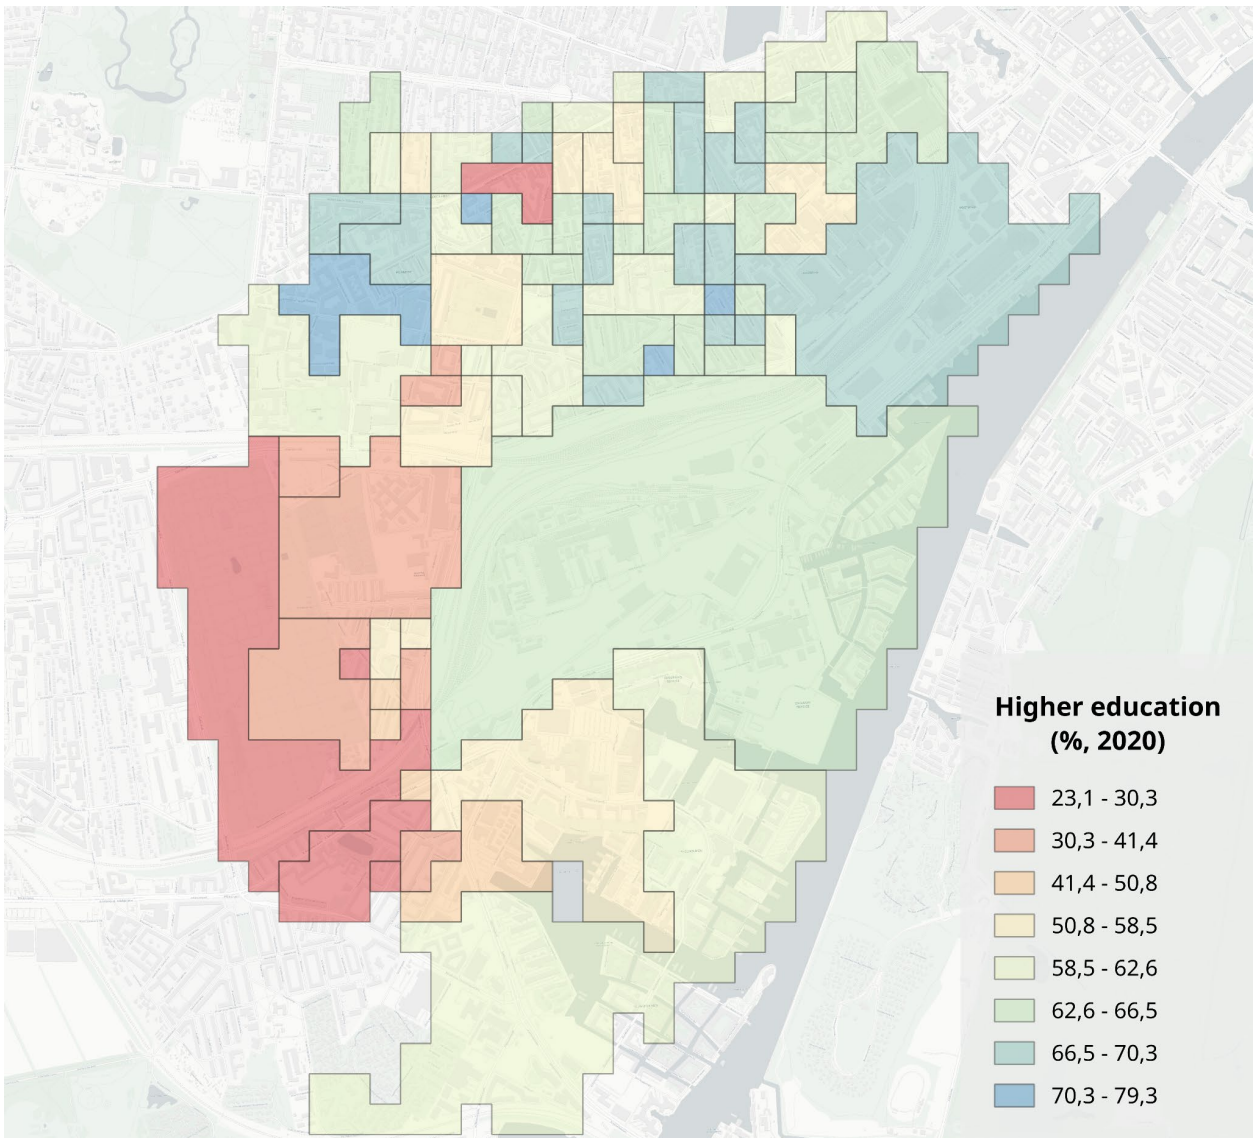 Higher education
(%, 2020)
23,1 - 30,3
30,3 - 41,4
41,4 - 50,8
50,8 - 58,5
58,5 - 62,6
62,6 - 66,5
66,5 - 70,3
70,3 - 79,3